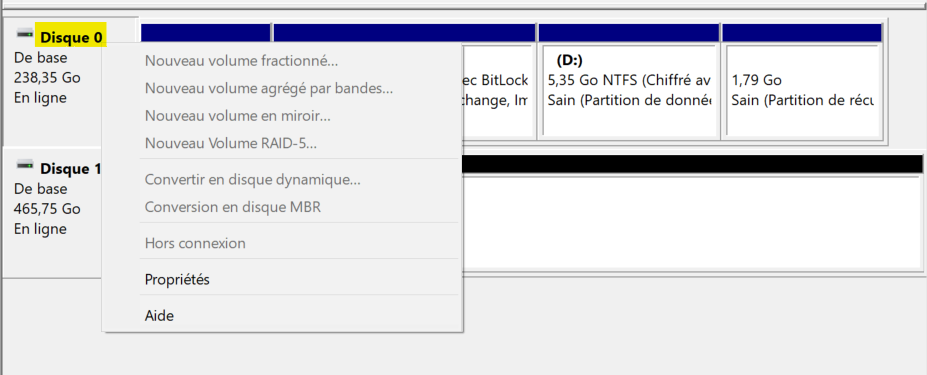 Disque 0
De base
238,35 Go
En ligne
Nouveau volume fractionné...
Nouveau volume agrégé par bandes...
Nouveau volume en miroir...
Nouveau Volume RAID-5...
Convertir en disque dynamique...
Conversion en disque MBR
Hors connexion
Propriétés
Aide
ec BitLock
change, Im
(D:)
5,35 Go NTFS (Chiffré av
Sain (Partition de donné
1,79 Go
Sain (Partition de récu
Disque 1
De base
465,75 Go
En ligne